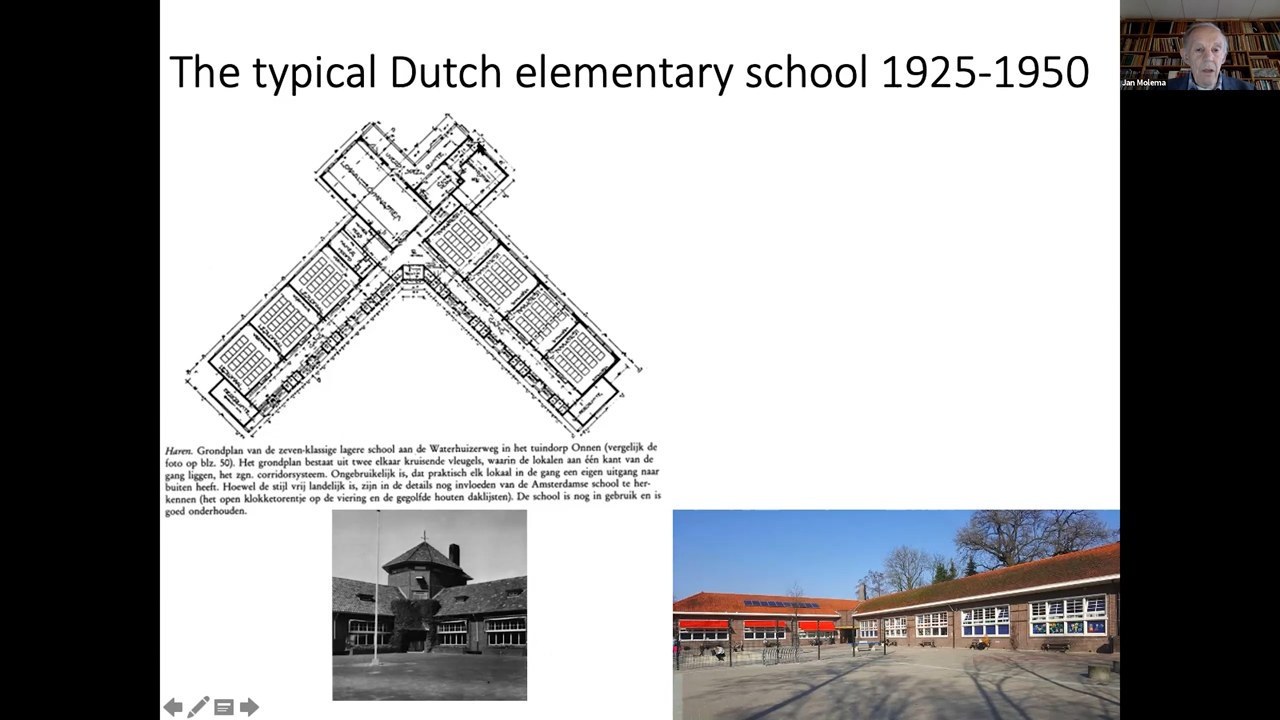 The typical Dutch elementary school 1925-1950
Jan Molema
Haren. Grondplan van de zeven-klassige lagere school aan de Waterhuizerweg in het tuindorp Onnen (vergelijk de
foto op blz. 50). Het grondplan bestaat uit twee elkaar kruisende vleugels, waarin de lokalen aan één kant van de
gang liggen, het zgn. corridorsysteem. Ongebruikelijk is, dat praktisch elk lokaal in de gang een eigen uitgang naar
buiten heeft. Hoewel de stijl vrij landelijk is, zijn in de details nog invloeden van de Amsterdamse school te her-
kennen (het open klokketorentje op de viering en de gegolfde houten daklijsten). De school is nog in gebruik en is
goed onderhouden.